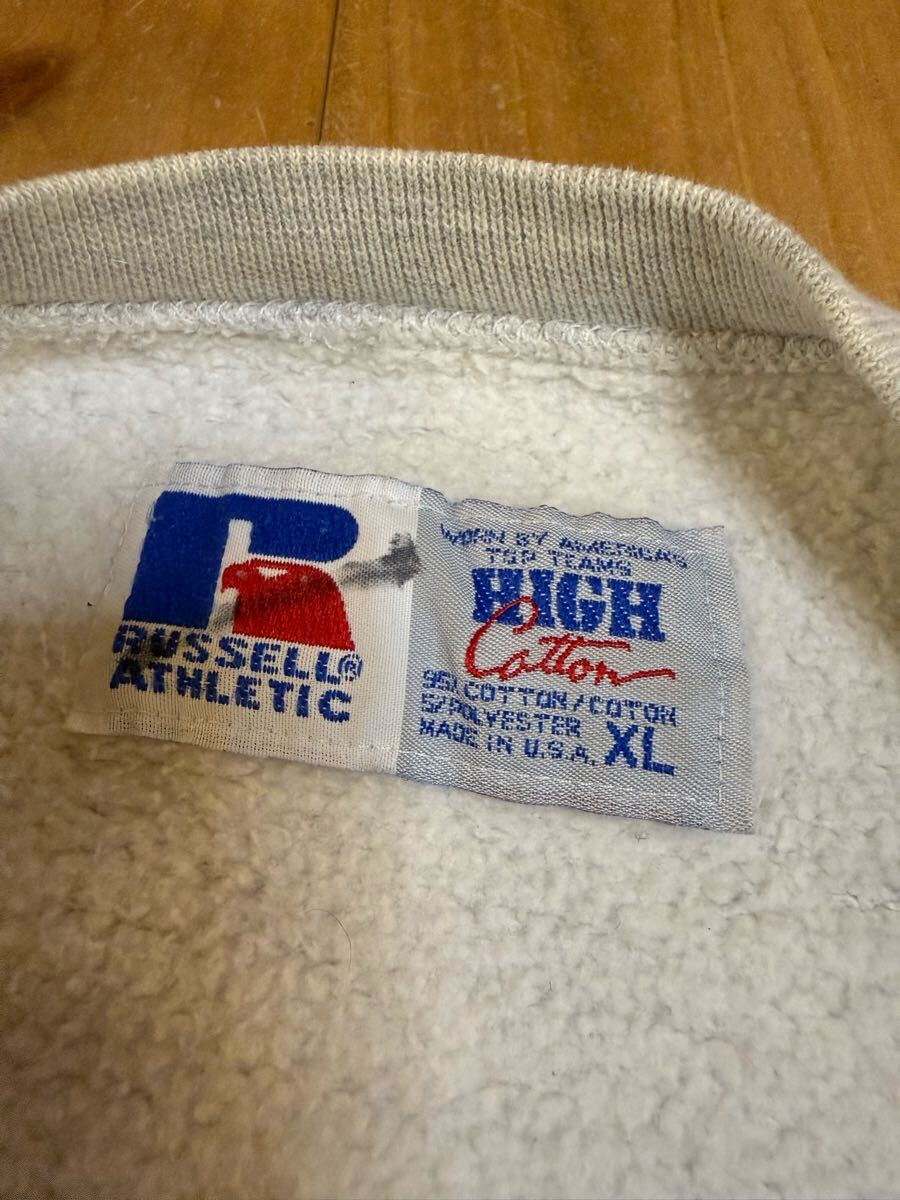 RUSSELL®
ATHLETIC
WORN BY AMERICA'S
TOP TEAMS
HIGH
Cotton
95% COTTON/COTON
5% POLYESTER
MADE IN U.S.A. XL